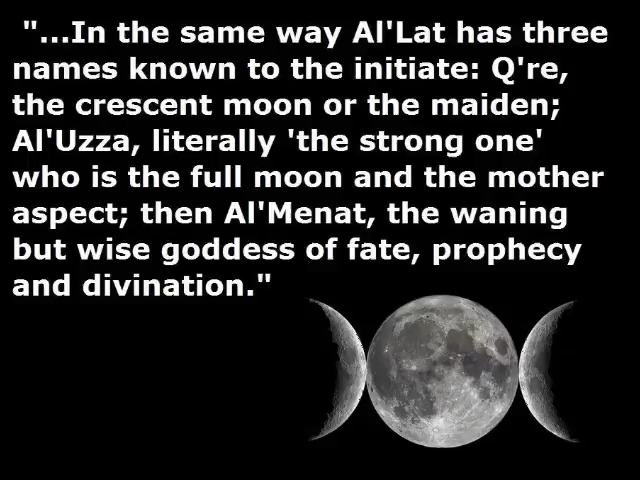 "...In the same way Al'Lat has three
names known to the initiate: Q're,
the crescent moon or the maiden;
Al'Uzza, literally 'the strong one'
who is the full moon and the mother
aspect; then Al'Menat, the waning
but wise goddess of fate, prophecy
and divination."